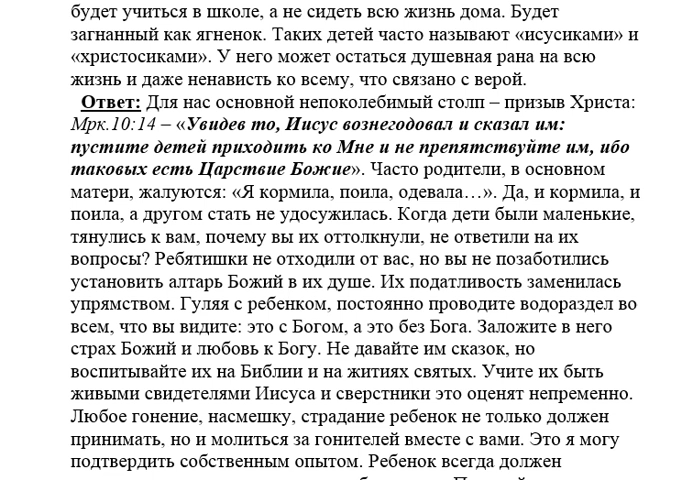 будет учиться в школе, а не сидеть всю жизнь дома. Будет
загнанный как ягненок. Таких детей часто называют «исусиками» и
«христосиками». У него может остаться душевная рана на всю
жизнь и даже ненависть ко всему, что связано с верой.
Ответ: Для нас основной непоколебимый столп – призыв Христа:
Мрк.10:14 – «Увидев то, Иисус вознегодовал и сказал им:
пустите детей приходить ко Мне и не препятствуйте им, ибо
таковых есть Царствие Божие». Часто родители, в основном
матери, жалуются: «Я кормила, поила, одевала…». Да, и кормила, и
поила, а другом стать не удосужилась. Когда дети были маленькие,
тянулись к вам, почему вы их оттолкнули, не ответили на их
вопросы? Ребятишки не отходили от вас, но вы не позаботились
установить алтарь Божий в их душе. Их податливость заменилась
упрямством. Гуляя с ребенком, постоянно проводите водораздел во
всем, что вы видите: это с Богом, а это без Бога. Заложите в него
страх Божий и любовь к Богу. Не давайте им сказок, но
воспитывайте их на Библии и на житиях святых. Учите их быть
живыми свидетелями Иисуса и сверстники это оценят непременно.
Любое гонение, насмешку, страдание ребенок не только должен
принимать, но и молиться за гонителей вместе с вами. Это я могу
подтвердить собственным опытом. Ребенок всегда должен